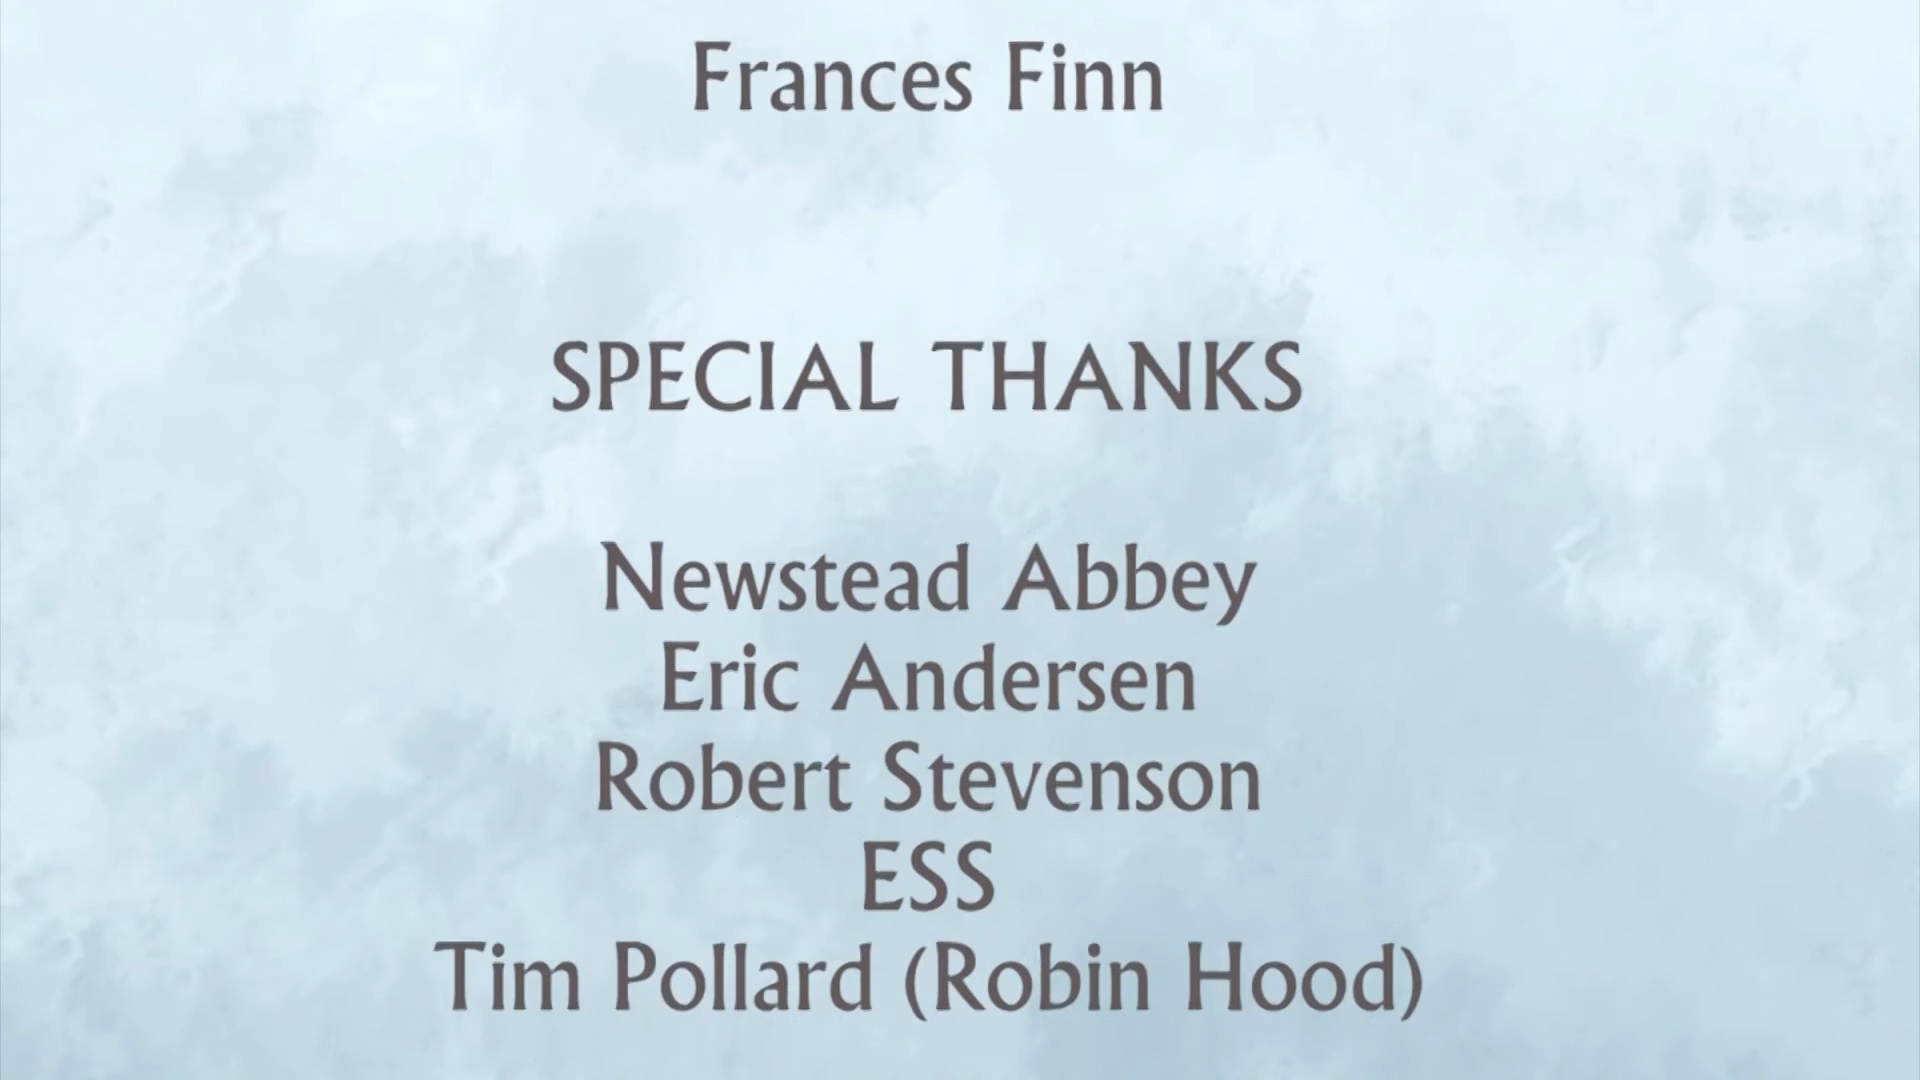 Frances Finn
SPECIAL THANKS
Newstead Abbey
Eric Andersen
Robert Stevenson
ESS
Tim Pollard (Robin Hood)